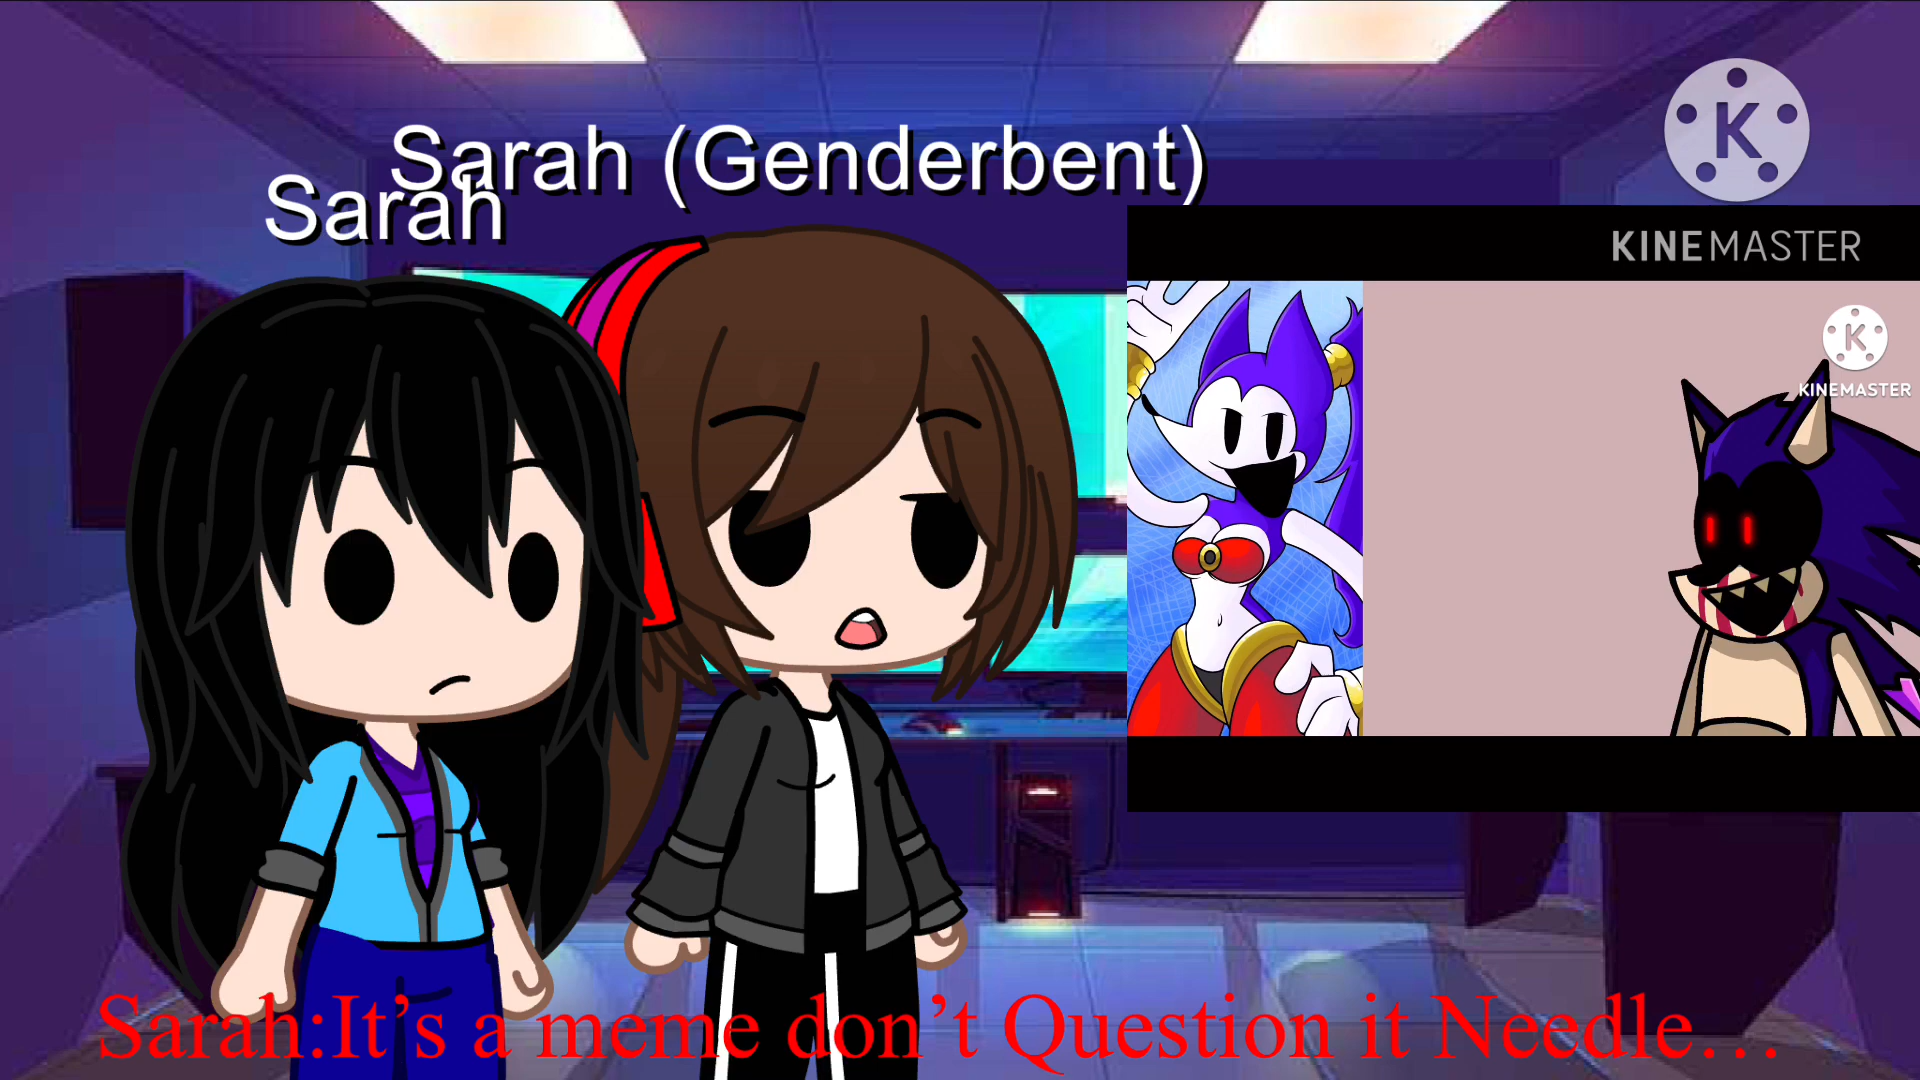 Sarah (Genderbent)
Sarah
K
KINEMASTER
K
KINEMASTER
Sarah:It’s a meme don’t Question it Needle…